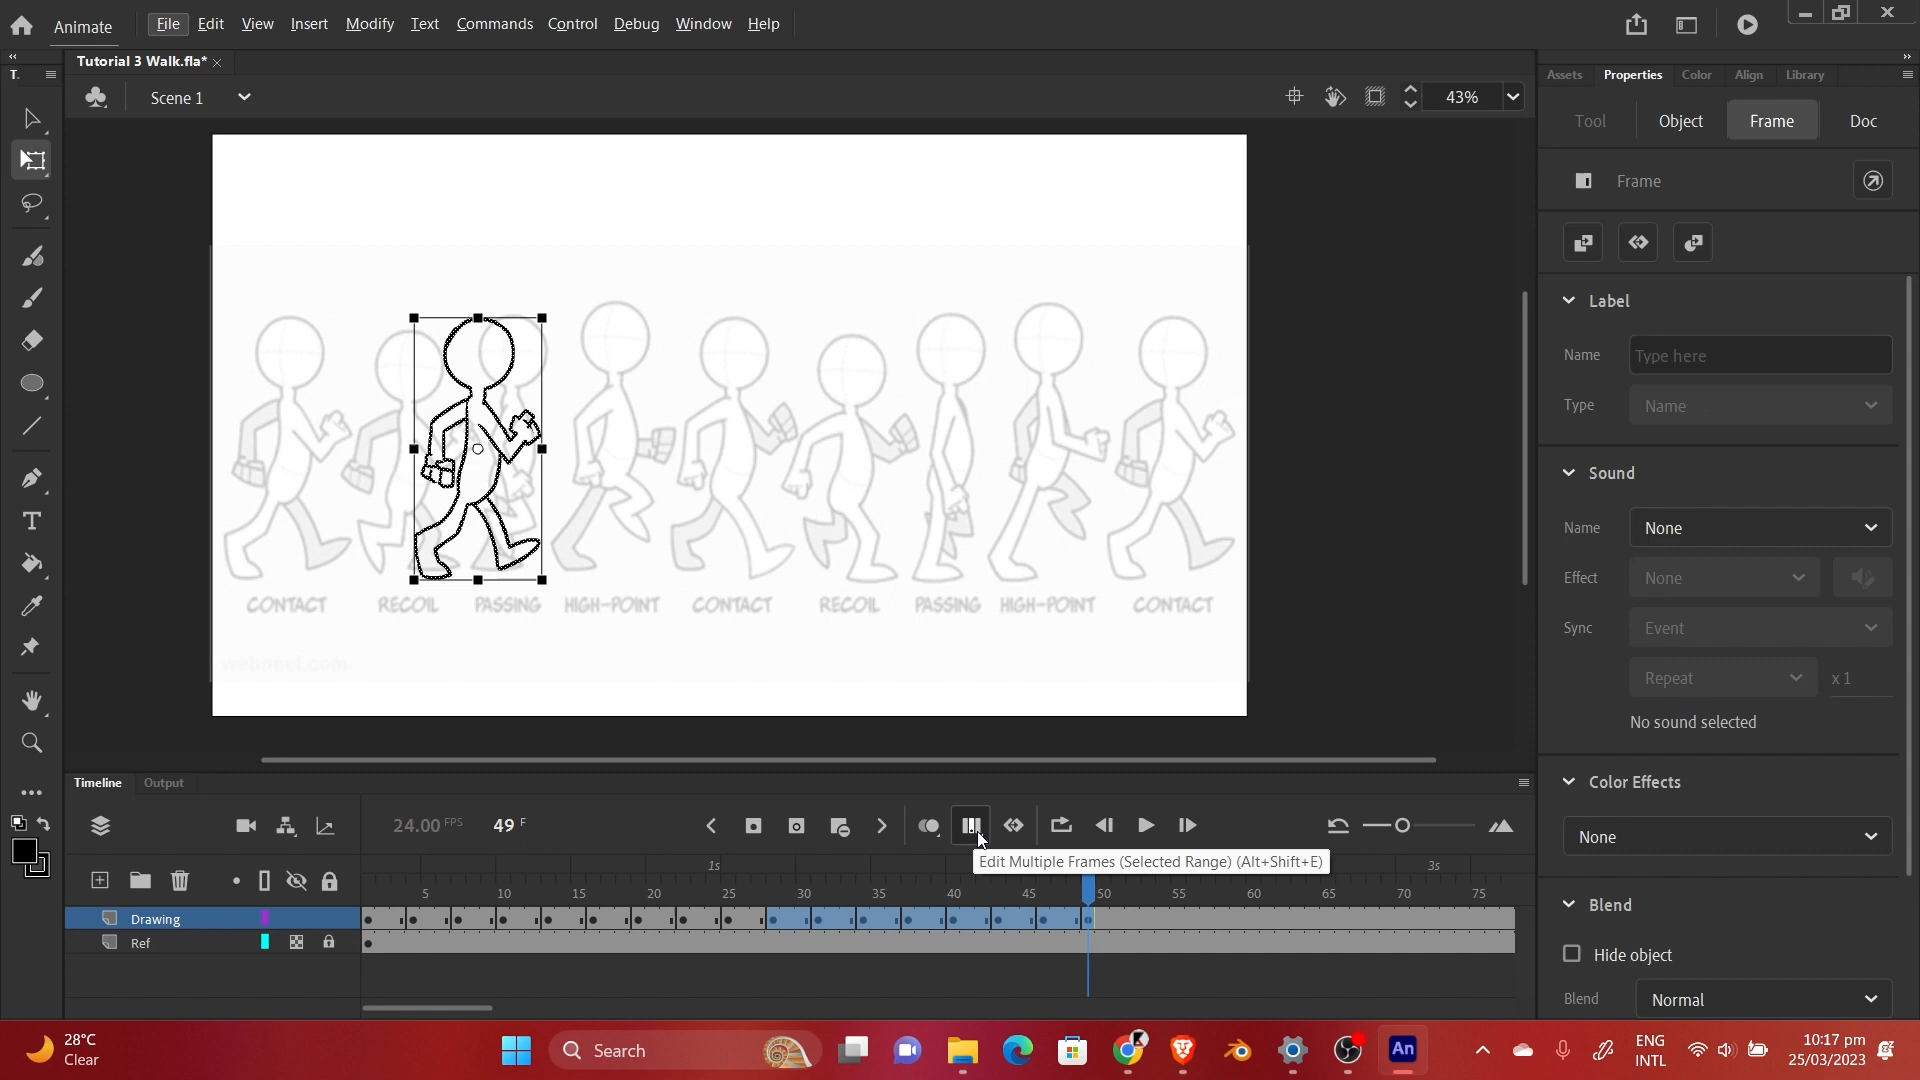 Animate
File Edit View Insert Modify Text Commands Control Debug Window Help
Tutorial 3 Walk.fla*
T.
Scene 1
43%
Assets Properties Color Align Library
Tool Object Frame Doc
Frame
Label
Name Type here
Type Name
Sound
Name None
Effect None
Sync Event
Repeat x 1
No sound selected
Color Effects
None
Blend
Hide object
Blend Normal
CONTACT RECOIL PASSING HIGH-POINT CONTACT RECOIL PASSING HIGH-POINT CONTACT
webneel.com
Timeline Output
24.00 FPS 49 F
Edit Multiple Frames (Selected Range) (Alt+Shift+E)
1s 3s
5 10 15 20 25 30 35 40 45 50 55 60 65 70 75
Drawing
Ref
28°C
Clear
Search
An
ENG
INTL
10:17 pm
25/03/2023